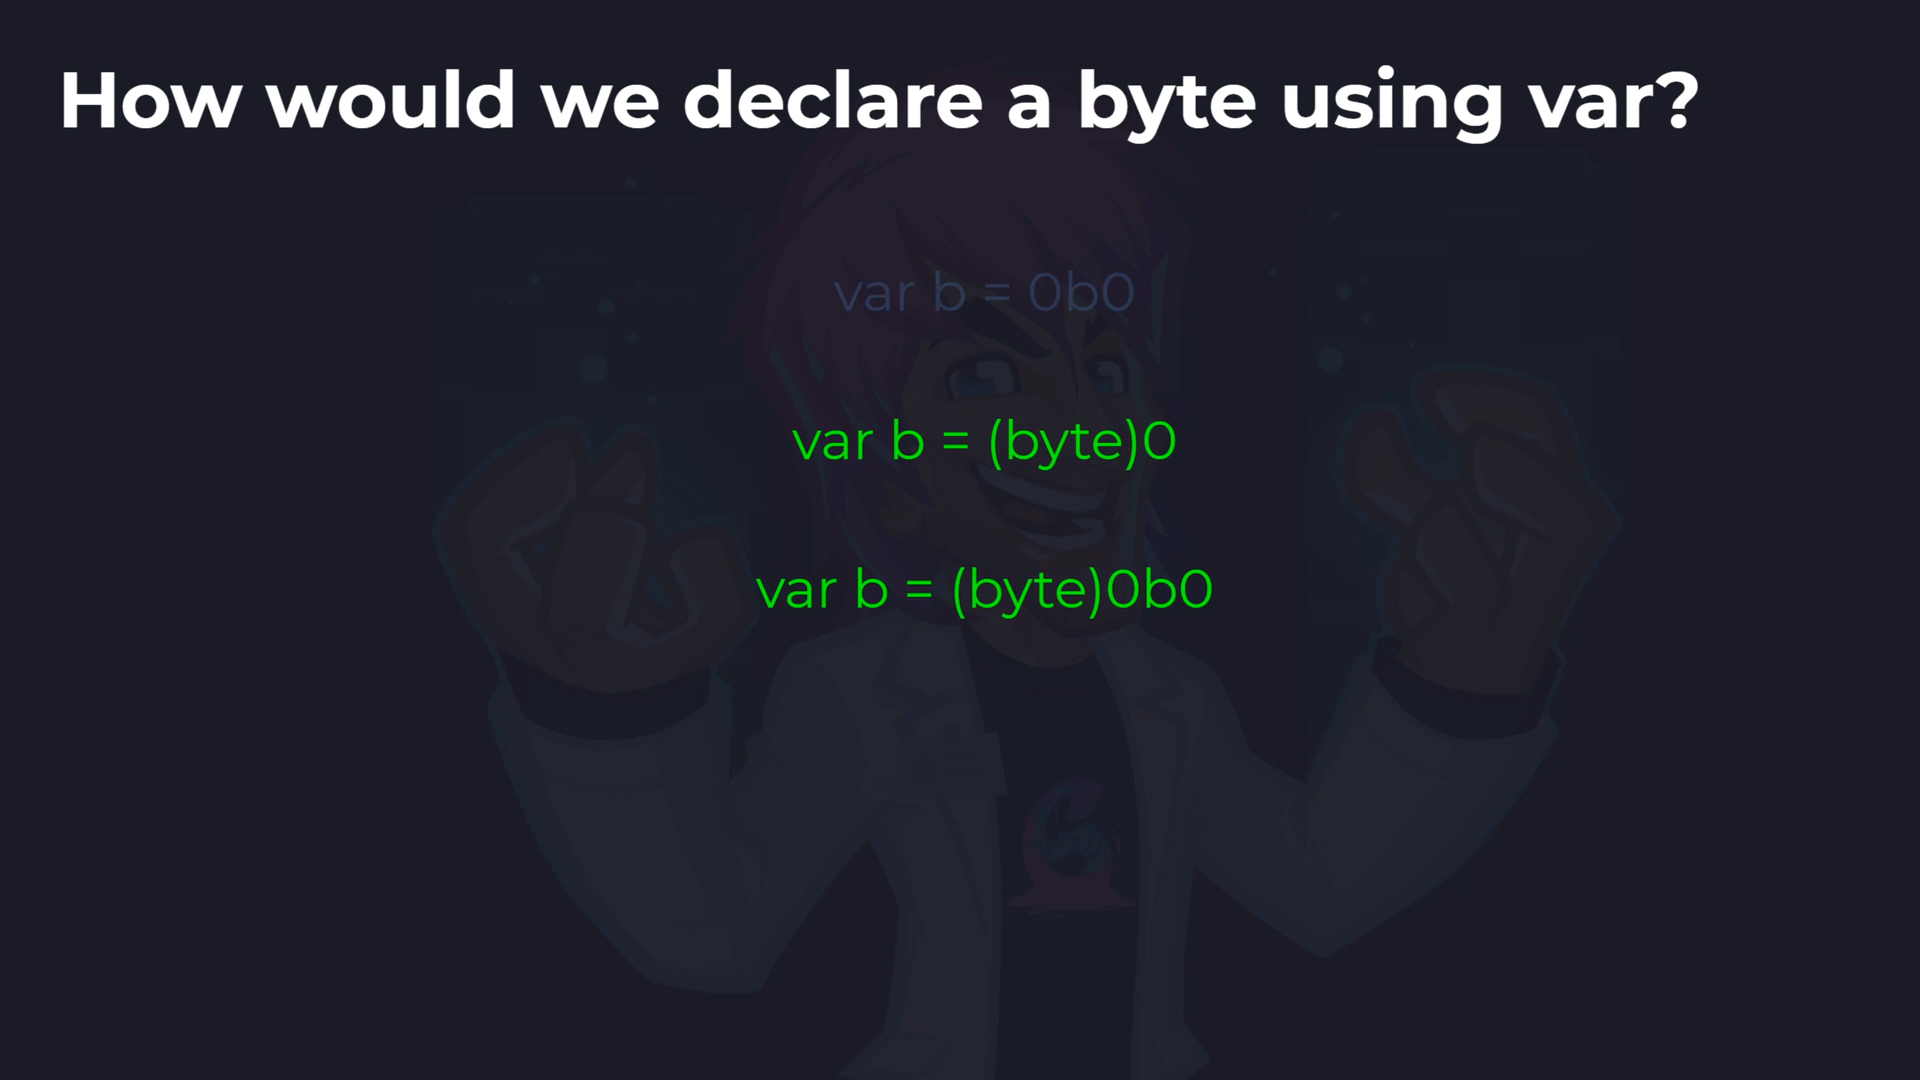 How would we declare a byte using var?
var b = 0b0
var b = (byte)0
var b = (byte)0b0